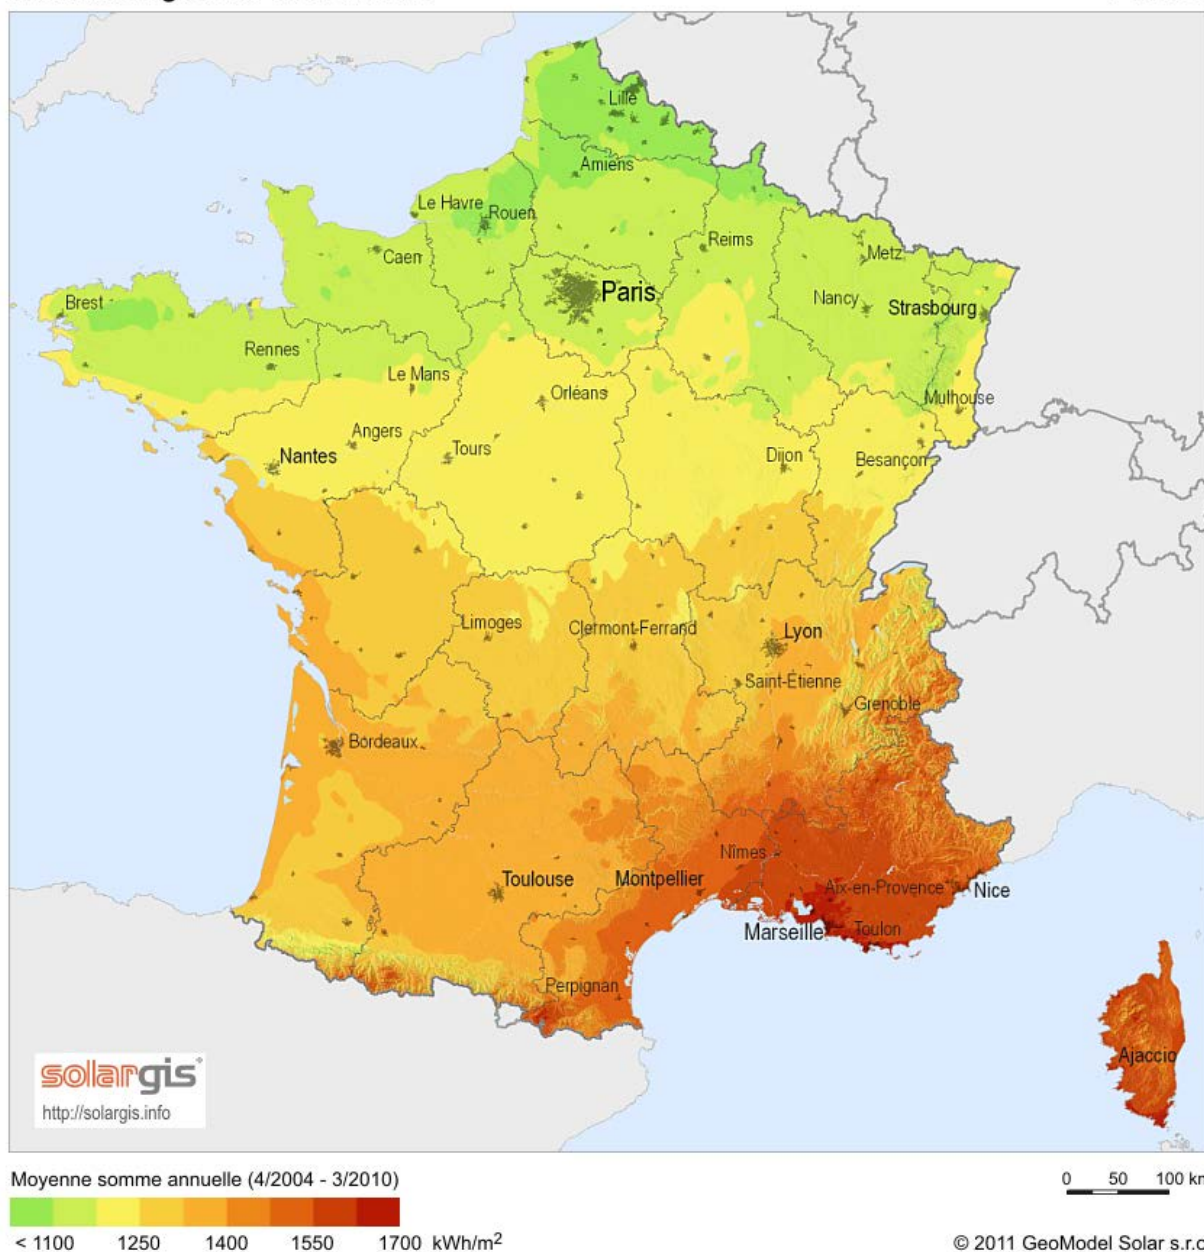 Lille
Amiens
Le Havre
Rouen
Caen
Reims
Metz
Paris
Brest
Nancy
Strasbourg
Rennes
Le Mans
Orléans
Mulhouse
Angers
Nantes
Tours
Dijon
Besançon
Limoges
Clermont-Ferrand
Lyon
Saint-Étienne
Grenoble
Bordeaux
Nîmes
Toulouse
Montpellier
Aix-en-Provence
Nice
Marseille
Toulon
Perpignan
Ajaccio
solargis
http://solargis.info
Moyenne somme annuelle (4/2004 - 3/2010)
0 50 100 km
< 1100 1250 1400 1550 1700 kWh/m²
© 2011 GeoModel Solar s.r.o